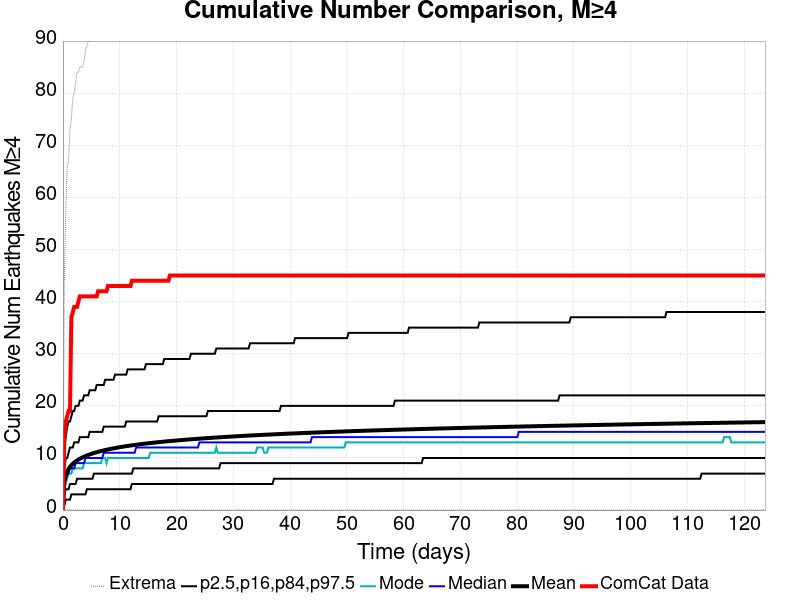 Cumulative Number Comparison, M≥4
Cumulative Num Earthquakes M≥4
90
80
70
60
50
40
30
20
10
0
0 10 20 30 40 50 60 70 80 90 100 110 120
Time (days)
Extrema p2.5,p16,p84,p97.5 Mode Median Mean ComCat Data